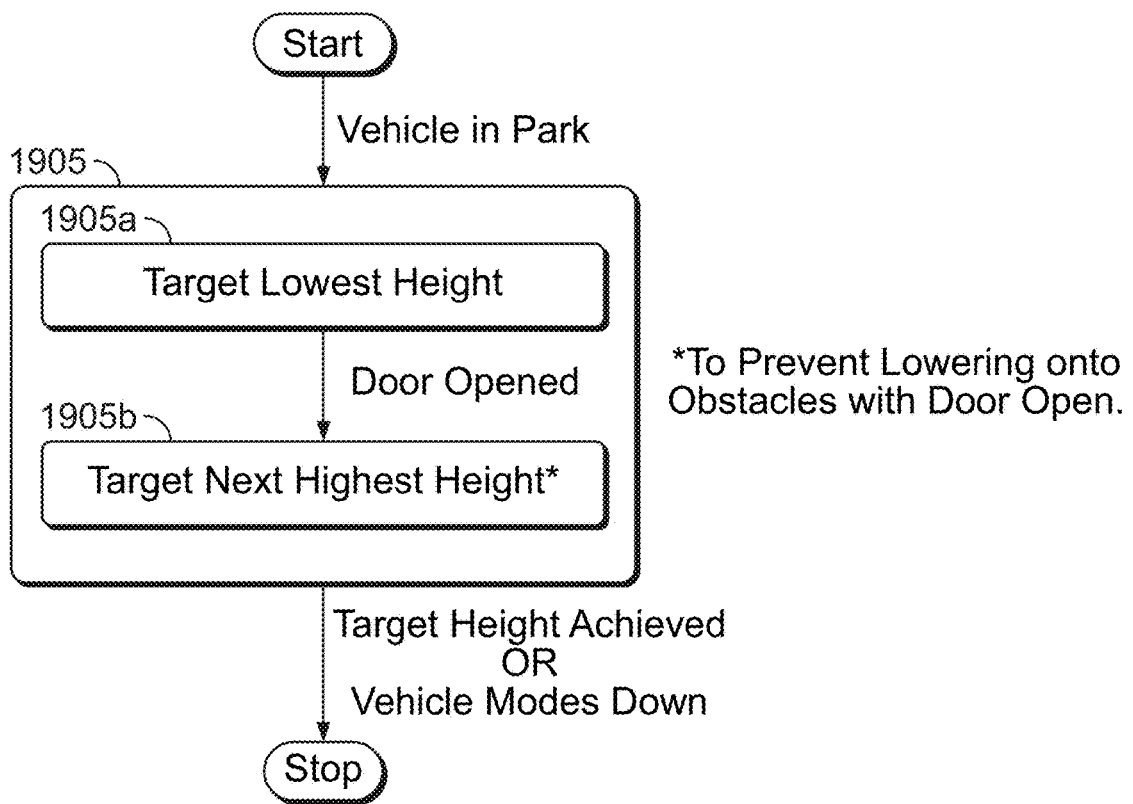 Start
Vehicle in Park
1905
1905a
Target Lowest Height
Door Opened
1905b
Target Next Highest Height*
*To Prevent Lowering onto
Obstacles with Door Open.
Target Height Achieved
OR
Vehicle Modes Down
Stop